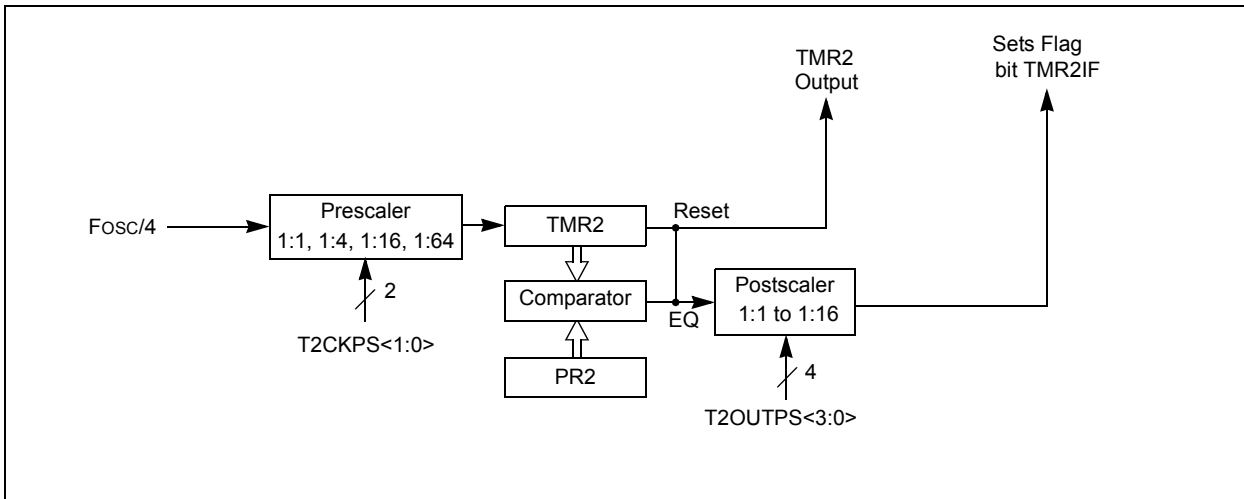 TMR2
Output
Sets Flag
bit TMR2IF
FOSC/4
Prescaler
1:1, 1:4, 1:16, 1:64
2
T2CKPS<1:0>
TMR2
Reset
Comparator
EQ
Postscaler
1:1 to 1:16
PR2
4
T2OUTPS<3:0>